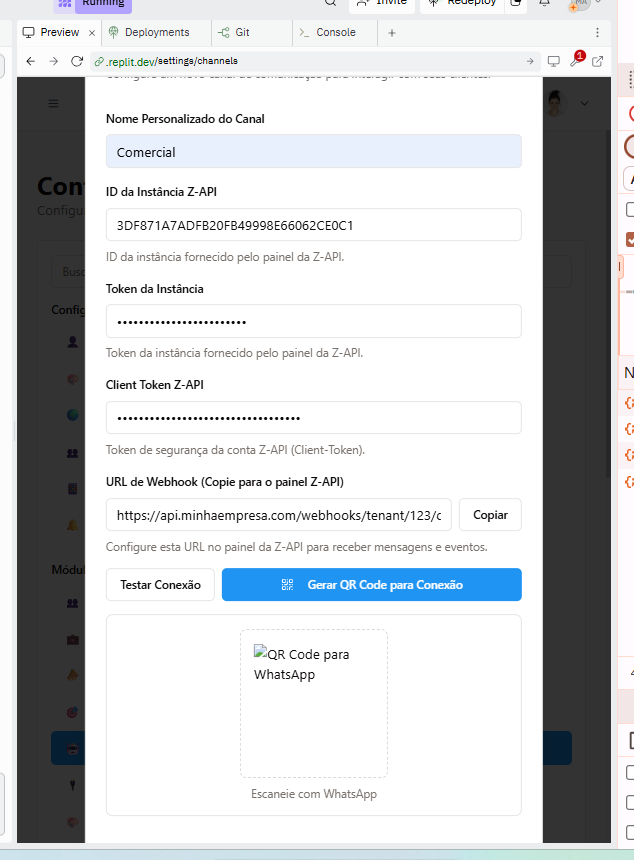 Running
Invite
Redeploy
Preview
Deployments
Git
Console
.replit.dev/settings/channels
1
Configure um novo canal de comunicação para interagir com seus clientes.
Nome Personalizado do Canal
Comercial
ID da Instância Z-API
3DF871A7ADFB20FB49998E66062CE0C1
ID da instância fornecido pelo painel da Z-API.
Token da Instância
Token da instância fornecido pelo painel da Z-API.
Client Token Z-API
Token de segurança da conta Z-API (Client-Token).
URL de Webhook (Copie para o painel Z-API)
https://api.minhaempresa.com/webhooks/tenant/123/c
Copiar
Configure esta URL no painel da Z-API para receber mensagens e eventos.
Testar Conexão
Gerar QR Code para Conexão
QR Code para
WhatsApp
Escaneie com WhatsApp
Con
Configu
Busc
Config
Módul